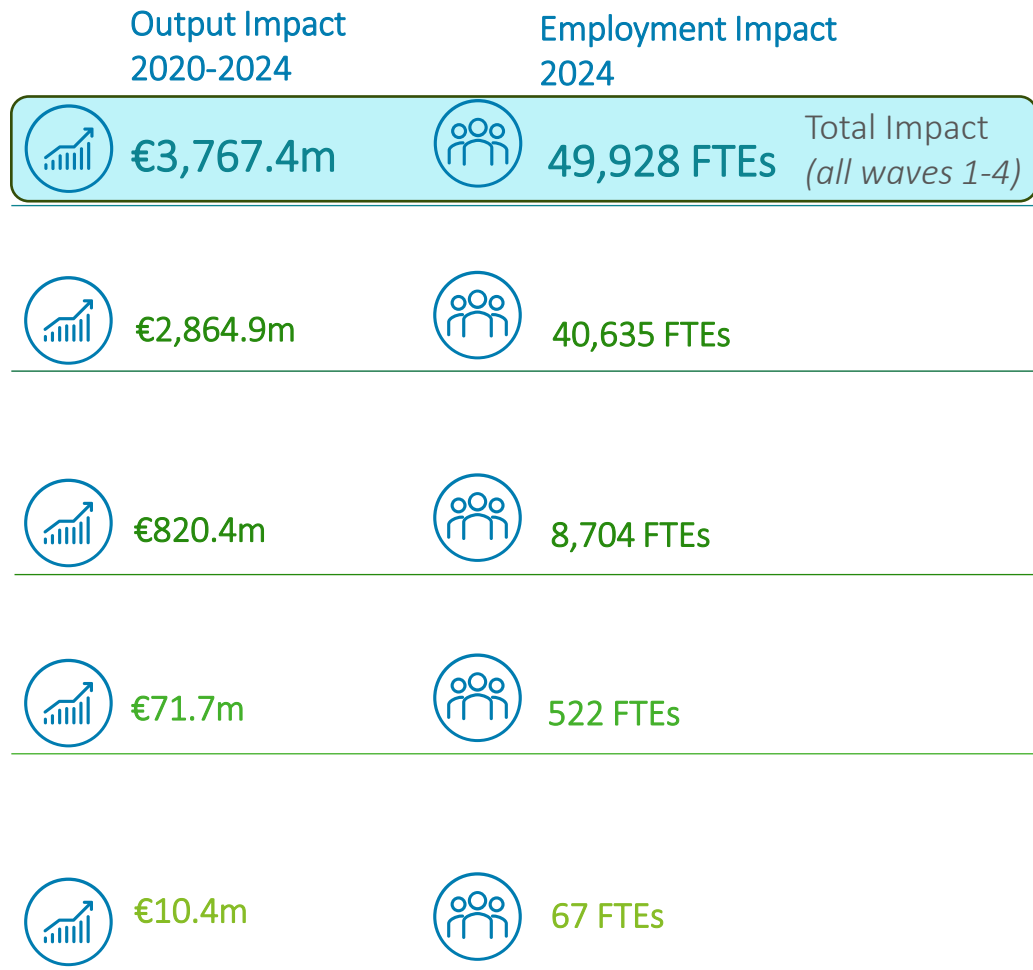 Output Impact
2020-2024
Employment Impact
2024
€3,767.4m
49,928 FTEs
Total Impact
(all waves 1-4)
€2,864.9m
40,635 FTEs
€820.4m
8,704 FTEs
€71.7m
522 FTEs
€10.4m
67 FTEs